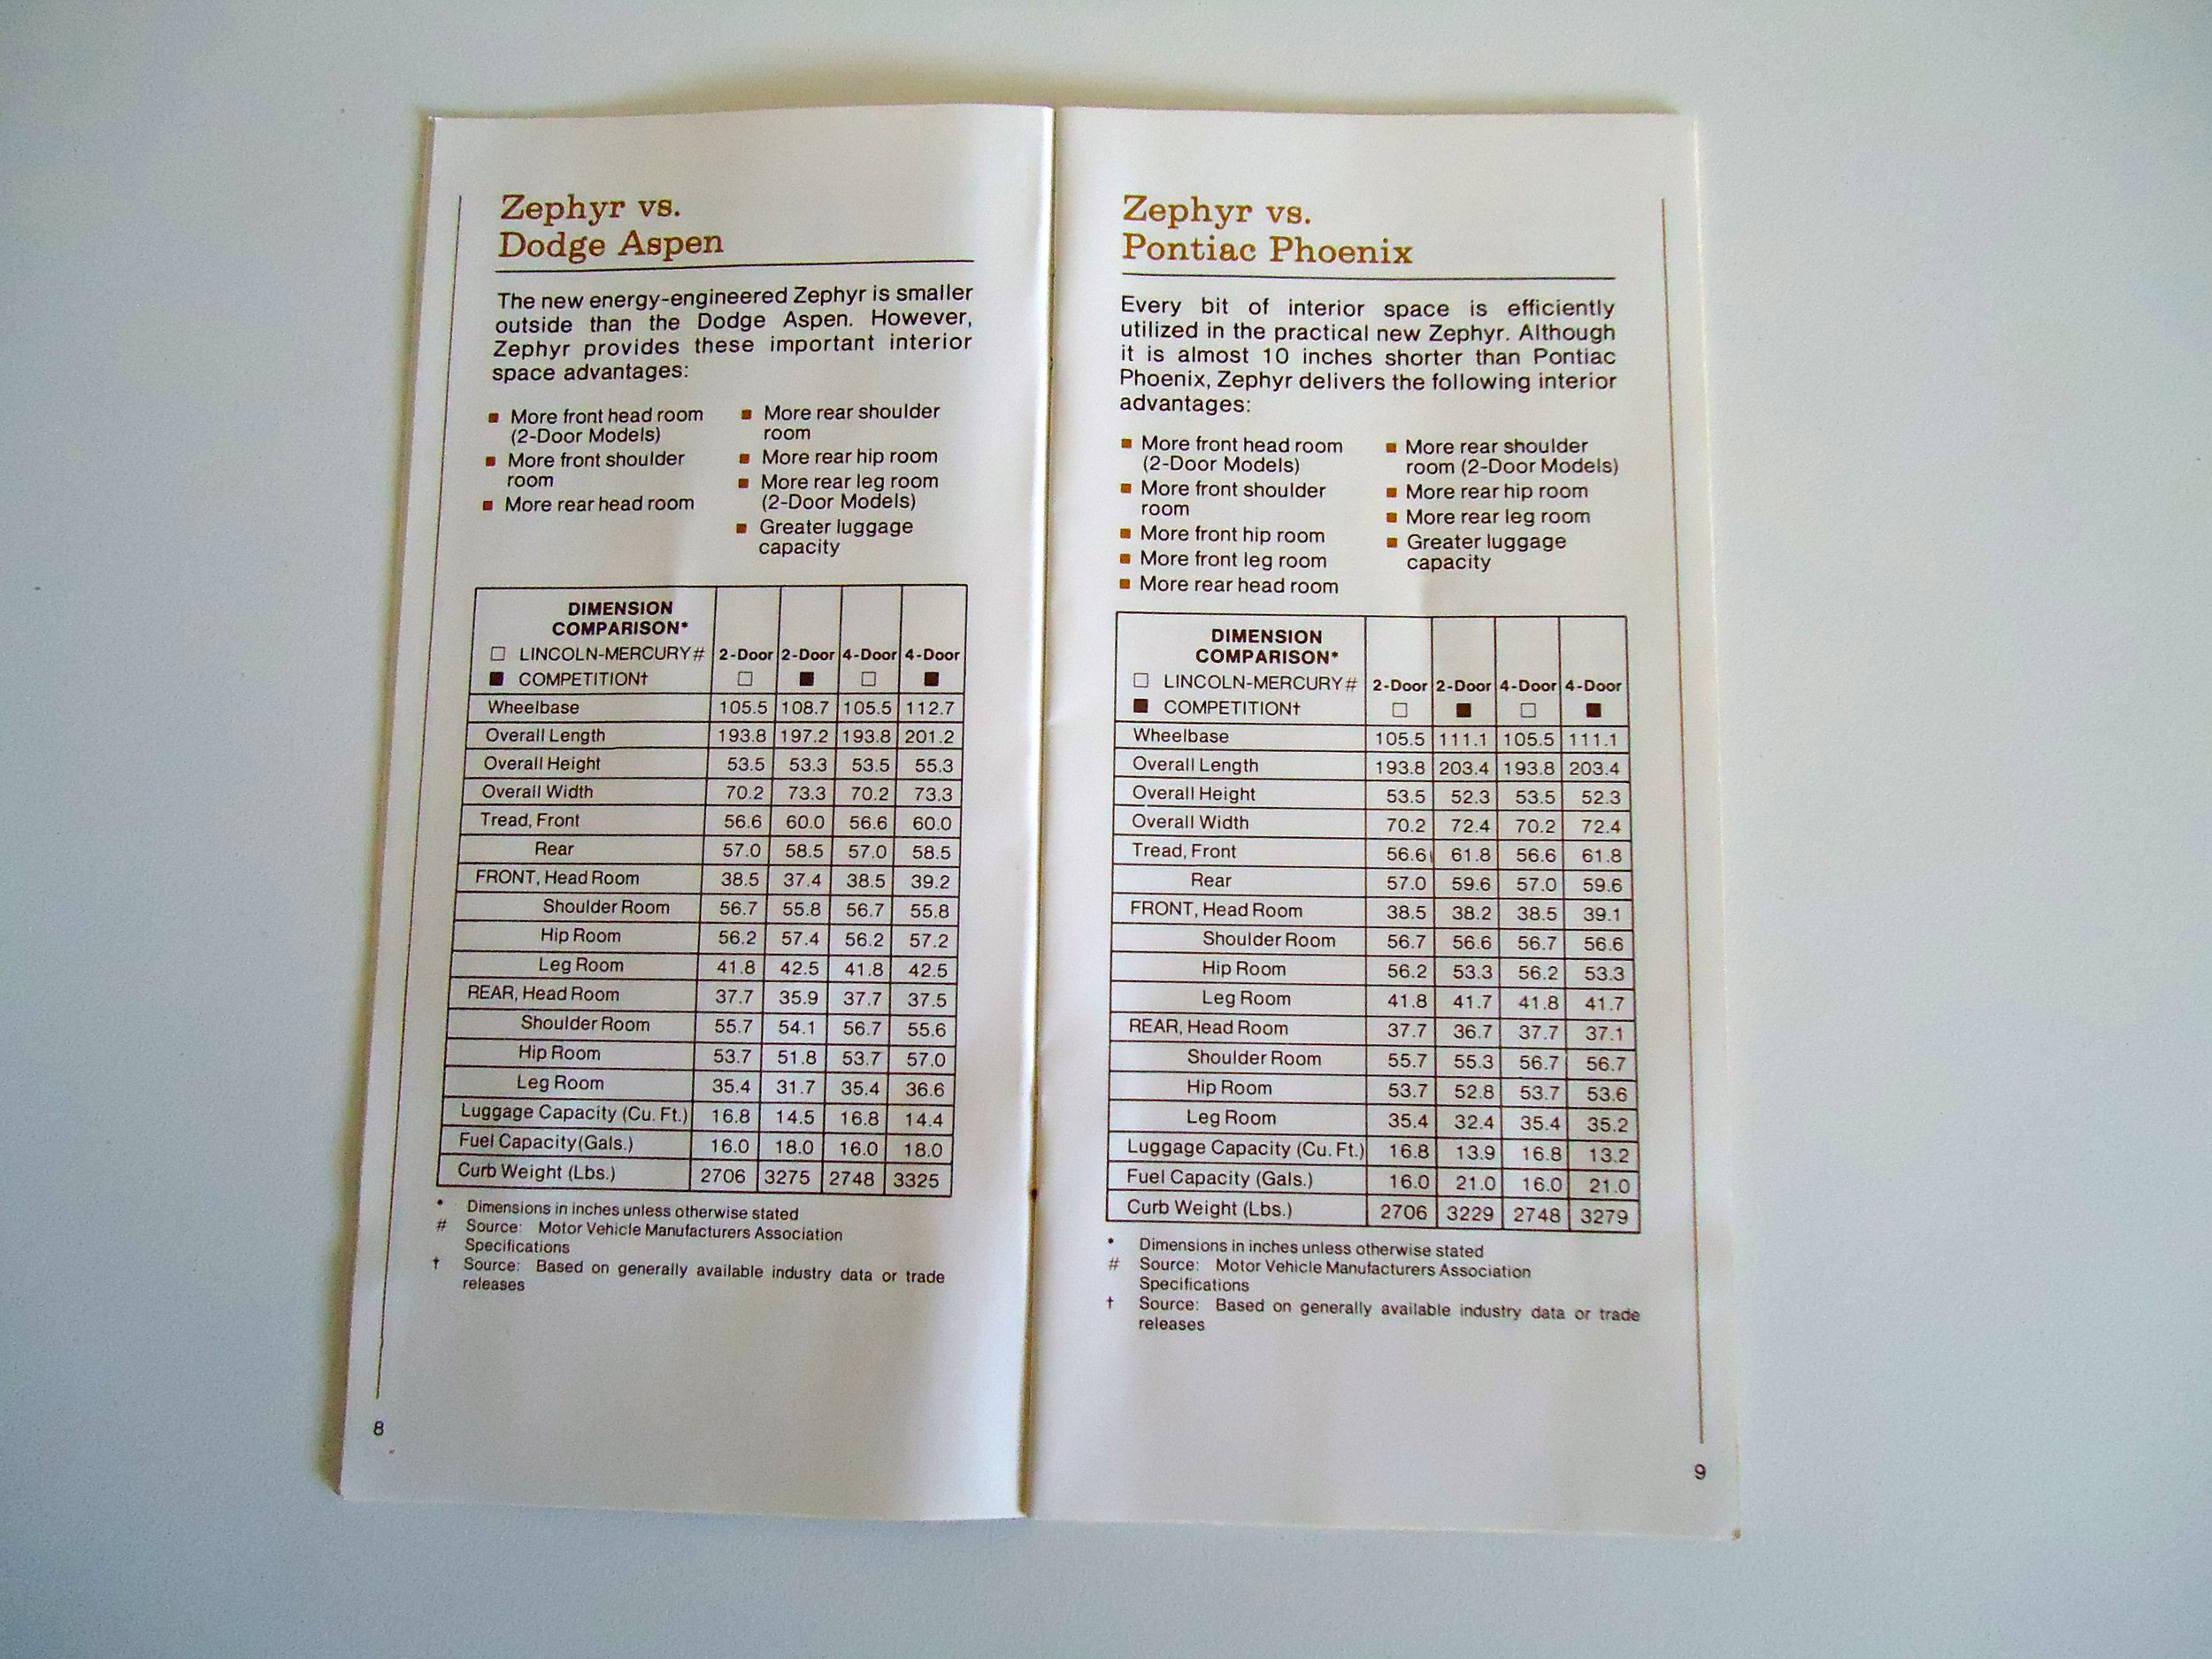 Zephyr vs.
Dodge Aspen
The new energy-engineered Zephyr is smaller
outside than the Dodge Aspen. However,
Zephyr provides these important interior
space advantages:
■ More front head room
(2-Door Models)
■ More front shoulder
room
■ More rear head room
■ More rear shoulder
room
■ More rear hip room
■ More rear leg room
(2-Door Models)
■ Greater luggage
capacity
DIMENSION
COMPARISON*
□ LINCOLN-MERCURY# 2-Door 2-Door 4-Door 4-Door
■ COMPETITION† □ ■ □ ■
Wheelbase 105.5 108.7 105.5 112.7
Overall Length 193.8 197.2 193.8 201.2
Overall Height 53.5 53.3 53.5 55.3
Overall Width 70.2 73.3 70.2 73.3
Tread, Front 56.6 60.0 56.6 60.0
Rear 57.0 58.5 57.0 58.5
FRONT, Head Room 38.5 37.4 38.5 39.2
Shoulder Room 56.7 55.8 56.7 55.8
Hip Room 56.2 57.4 56.2 57.2
Leg Room 41.8 42.5 41.8 42.5
REAR, Head Room 37.7 35.9 37.7 37.5
Shoulder Room 55.7 54.1 56.7 55.6
Hip Room 53.7 51.8 53.7 57.0
Leg Room 35.4 31.7 35.4 36.6
Luggage Capacity (Cu. Ft.) 16.8 14.5 16.8 14.4
Fuel Capacity (Gals.) 16.0 18.0 16.0 18.0
Curb Weight (Lbs.) 2706 3275 2748 3325
* Dimensions in inches unless otherwise stated
# Source: Motor Vehicle Manufacturers Association
Specifications
† Source: Based on generally available industry data or trade
releases
8
Zephyr vs.
Pontiac Phoenix
Every bit of interior space is efficiently
utilized in the practical new Zephyr. Although
it is almost 10 inches shorter than Pontiac
Phoenix, Zephyr delivers the following interior
advantages:
■ More front head room
(2-Door Models)
■ More front shoulder
room
■ More front hip room
■ More front leg room
■ More rear head room
■ More rear shoulder
room (2-Door Models)
■ More rear hip room
■ More rear leg room
■ Greater luggage
capacity
DIMENSION
COMPARISON*
□ LINCOLN-MERCURY# 2-Door 2-Door 4-Door 4-Door
■ COMPETITION† □ ■ □ ■
Wheelbase 105.5 111.1 105.5 111.1
Overall Length 193.8 203.4 193.8 203.4
Overall Height 53.5 52.3 53.5 52.3
Overall Width 70.2 72.4 70.2 72.4
Tread, Front 56.6 61.8 56.6 61.8
Rear 57.0 59.6 57.0 59.6
FRONT, Head Room 38.5 38.2 38.5 39.1
Shoulder Room 56.7 56.6 56.7 56.6
Hip Room 56.2 53.3 56.2 53.3
Leg Room 41.8 41.7 41.8 41.7
REAR, Head Room 37.7 36.7 37.7 37.1
Shoulder Room 55.7 55.3 56.7 56.7
Hip Room 53.7 52.8 53.7 53.6
Leg Room 35.4 32.4 35.4 35.2
Luggage Capacity (Cu. Ft.) 16.8 13.9 16.8 13.2
Fuel Capacity (Gals.) 16.0 21.0 16.0 21.0
Curb Weight (Lbs.) 2706 3229 2748 3279
* Dimensions in inches unless otherwise stated
# Source: Motor Vehicle Manufacturers Association
Specifications
† Source: Based on generally available industry data or trade
releases
9